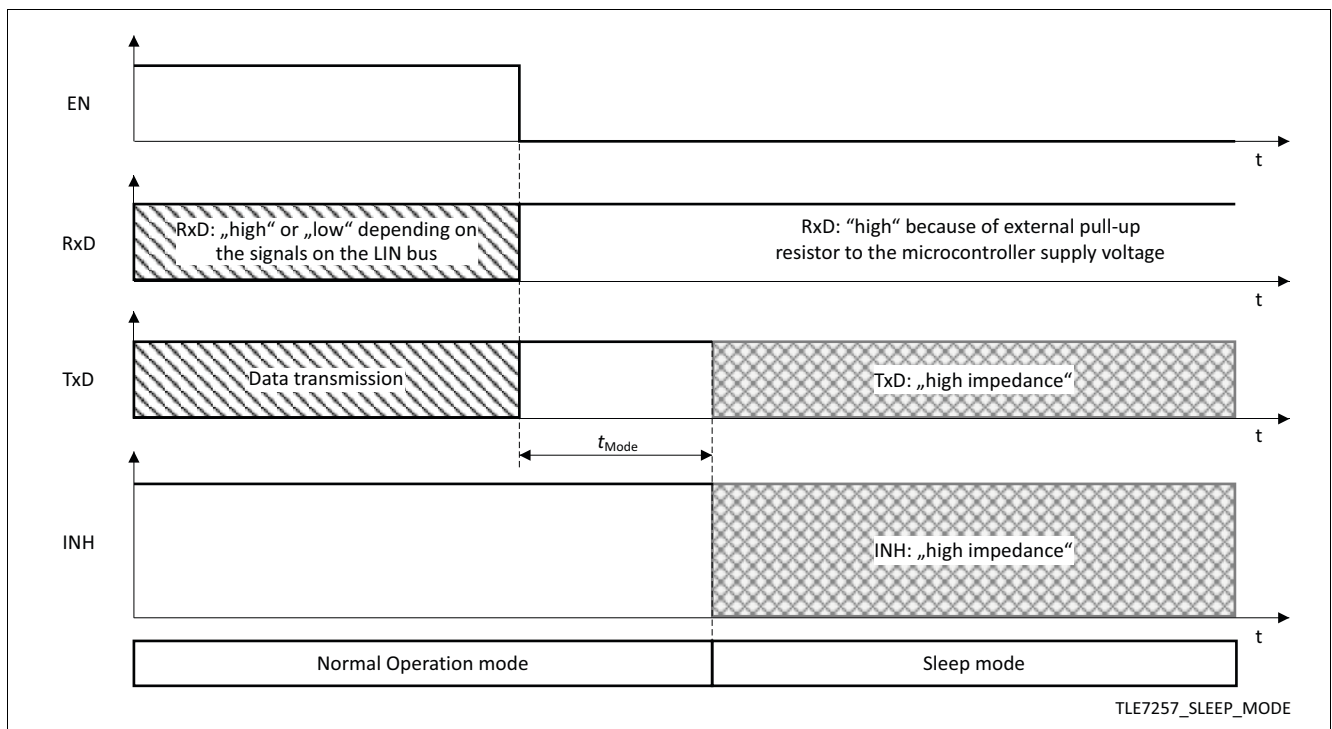 EN
t
RxD
RxD: „high“ or „low“ depending on
the signals on the LIN bus
RxD: “high“ because of external pull-up
resistor to the microcontroller supply voltage
t
TxD
Data transmission
TxD: „high impedance“
t
tMode
INH
INH: „high impedance“
t
Normal Operation mode
Sleep mode
TLE7257_SLEEP_MODE